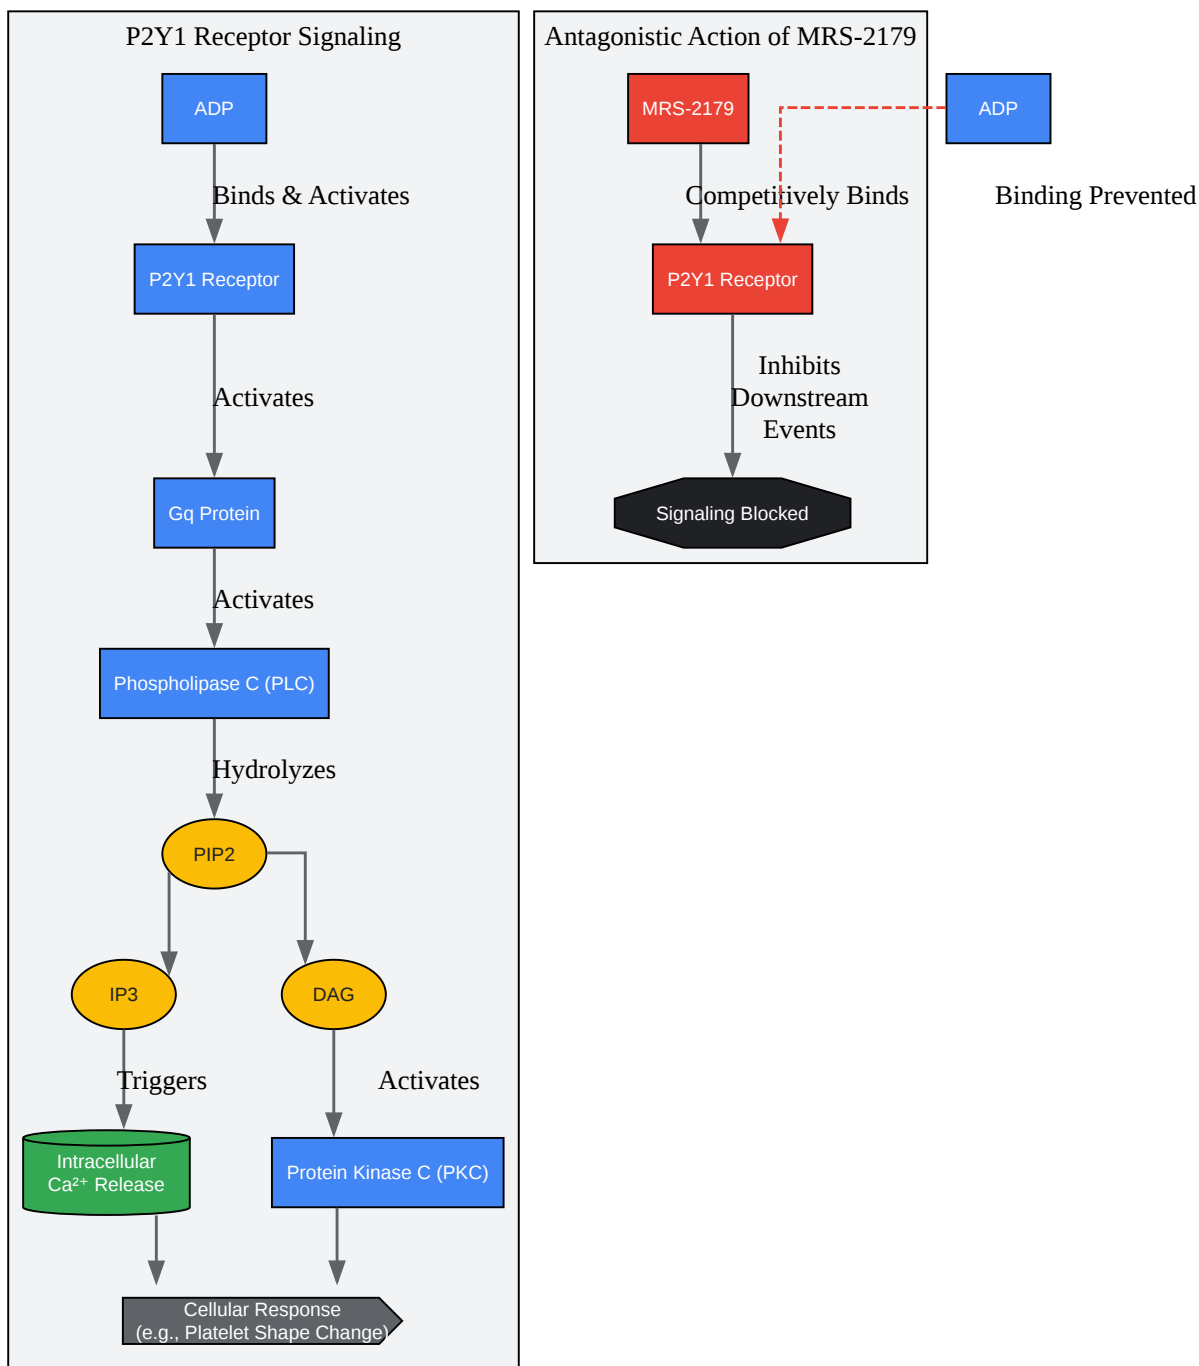 P2Y1 Receptor Signaling
ADP
Binds & Activates
P2Y1 Receptor
Activates
Gq Protein
Activates
Phospholipase C (PLC)
Hydrolyzes
PIP2
IP3
DAG
Triggers
Activates
Intracellular
Ca²⁺ Release
Protein Kinase C (PKC)
Cellular Response
(e.g., Platelet Shape Change)
Antagonistic Action of MRS-2179
MRS-2179
ADP
Competitively Binds
Binding Prevented
P2Y1 Receptor
Inhibits
Downstream
Events
Signaling Blocked